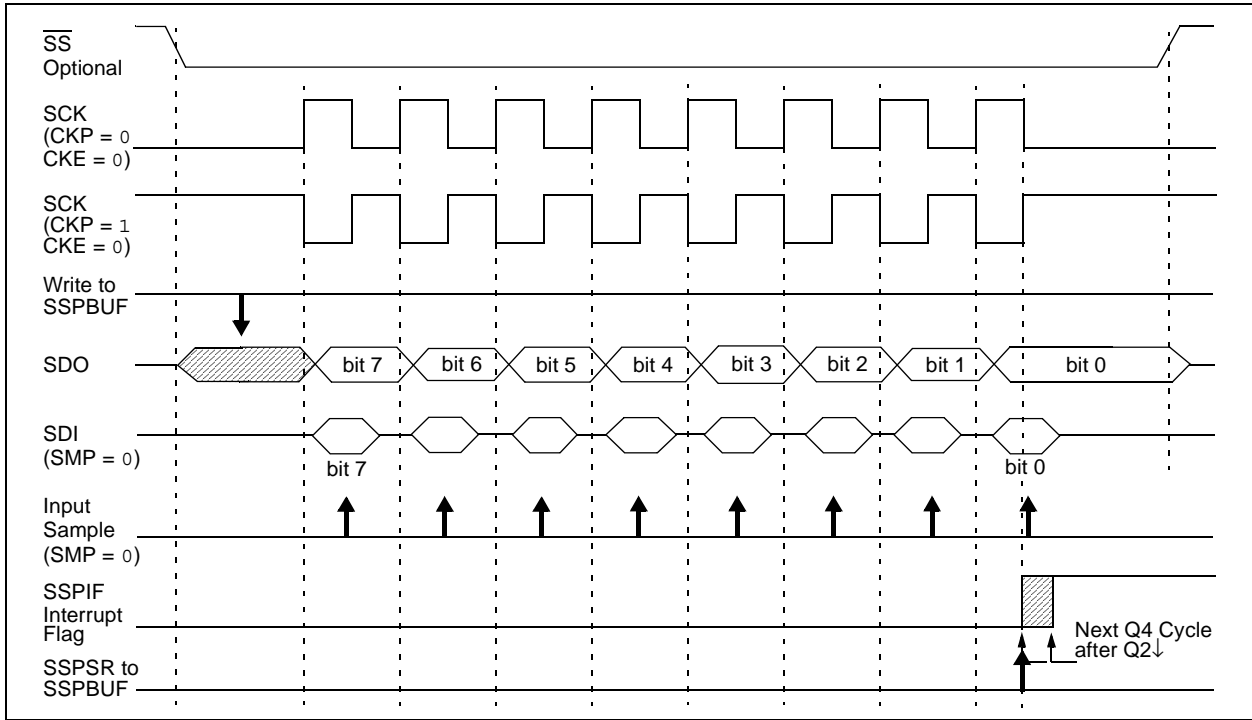 SS
Optional
SCK
(CKP = 0
CKE = 0)
SCK
(CKP = 1
CKE = 0)
Write to
SSPBUF
SDO
bit 7
bit 6
bit 5
bit 4
bit 3
bit 2
bit 1
bit 0
SDI
(SMP = 0)
bit 7
bit 0
Input
Sample
(SMP = 0)
SSPIF
Interrupt
Flag
Next Q4 Cycle
after Q2↓
SSPSR to
SSPBUF